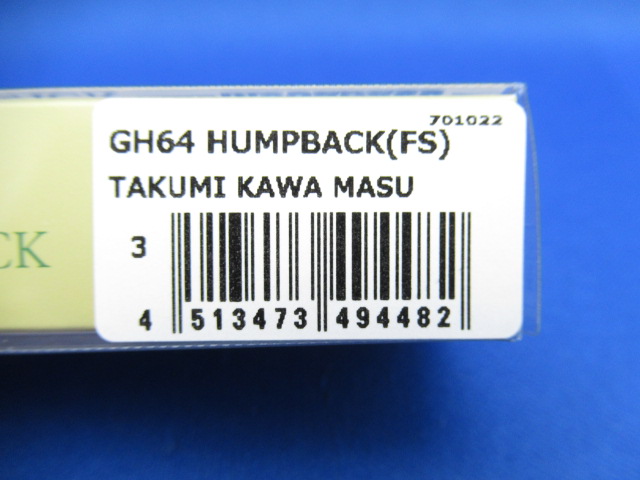 701022
GH64 HUMPBACK(FS)
TAKUMI KAWA MASU
3
4 513473 494482
CK